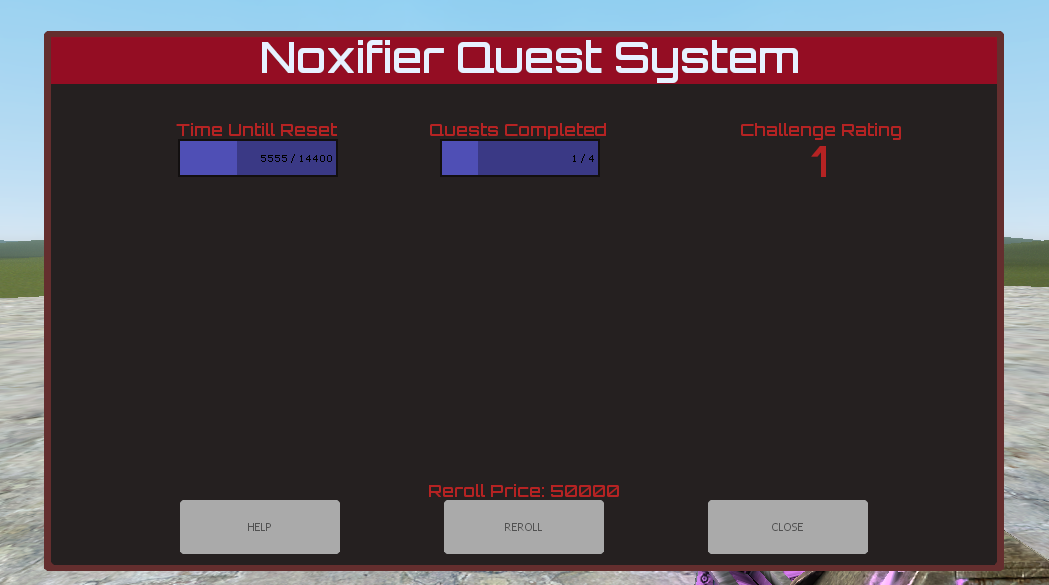 Noxifier Quest System
Time Untill Reset
Quests Completed
Challenge Rating
5555 / 14400
1 / 4
1
Reroll Price: 50000
HELP
REROLL
CLOSE